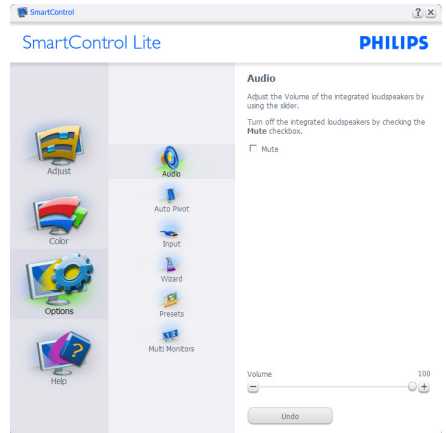 SmartControl
SmartControl Lite
PHILIPS
Adjust
Color
Options
Help
Audio
Auto Pivot
Input
Wizard
Presets
Multi Monitors
Audio
Adjust the Volume of the integrated loudspeakers by
using the slider.
Turn off the integrated loudspeakers by checking the
Mute checkbox.
Mute
Volume 100
Undo